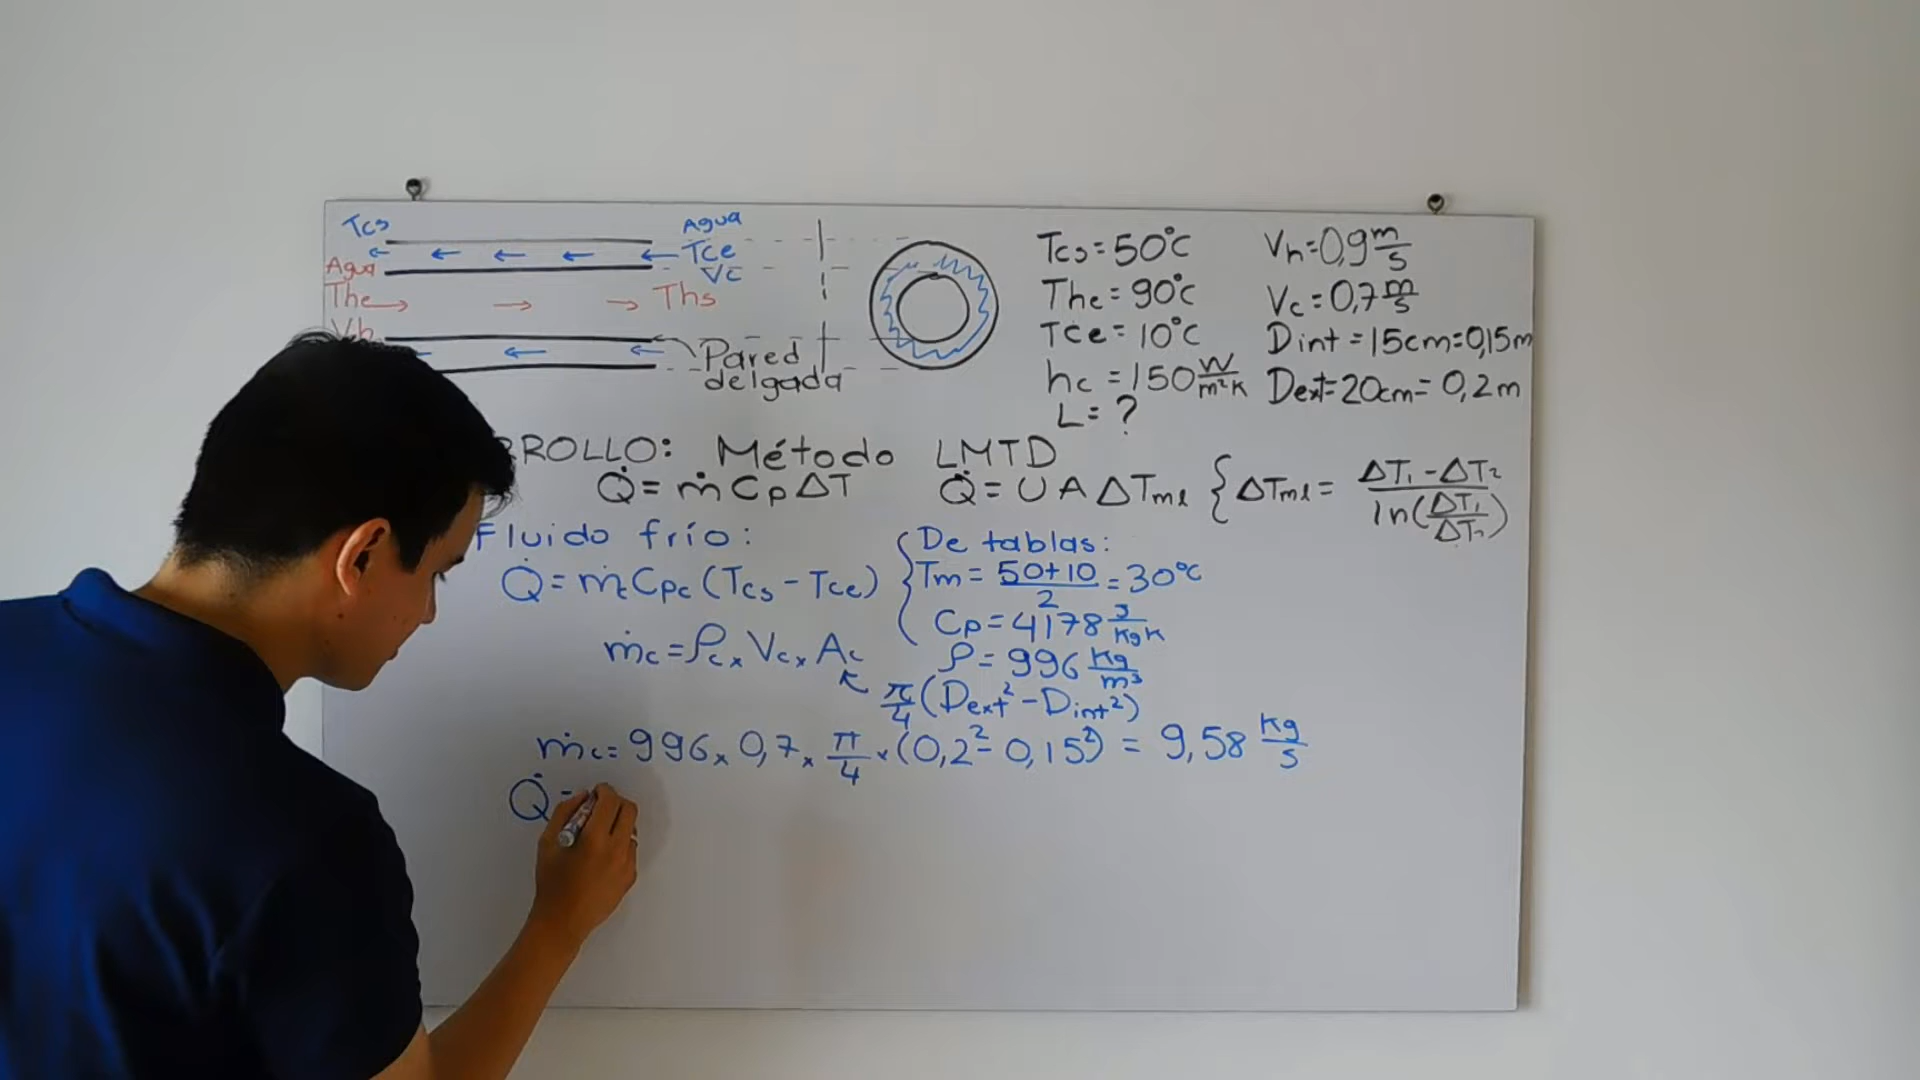 Tcs
Agua
Tce
Vc
Agua
The
Ths
Vh
Pared
delgada
Tcs = 50°C
The = 90°C
Tce = 10°C
hc = 150 W/m²K
L = ?
Vh = 0,9 m/s
Vc = 0,7 m/s
Dint = 15cm = 0,15m
Dext = 20cm = 0,2m
RROLLO: Método LMTD
Q̇ = ṁ Cp ΔT
Q̇ = U A ΔTml { ΔTml = (ΔT₁ - ΔT₂) / ln(ΔT₁/ΔT₂)
Fluido frío:
Q̇ = ṁc Cpc (Tcs - Tce)
De tablas:
Tm = (50+10)/2 = 30°C
Cp = 4178 J/KgK
ρ = 996 Kg/m³
ṁc = ρc x Vc x Ac
π/4 (Dext² - Dint²)
ṁc = 996 x 0,7 x π/4 x (0,2² - 0,15²) = 9,58 Kg/s
Q̇ =